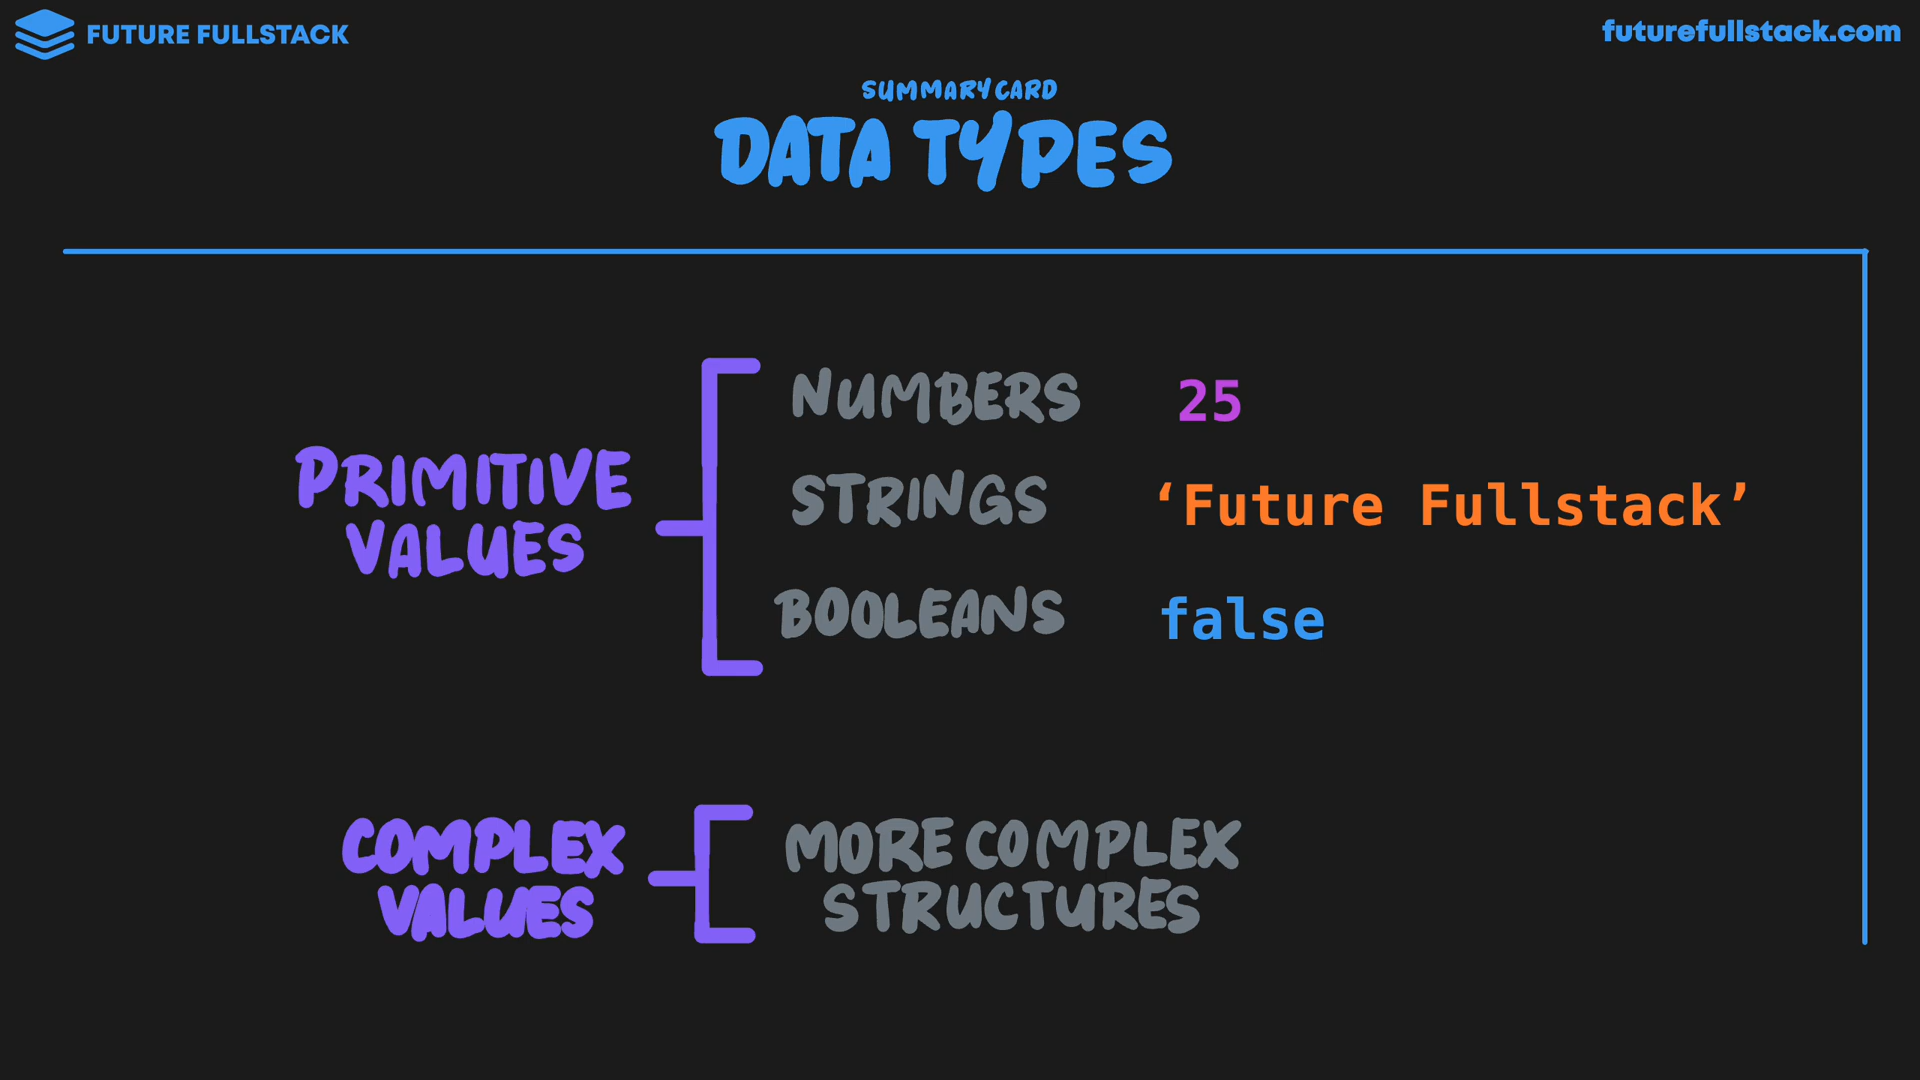 FUTURE FULLSTACK
futurefullstack.com
SUMMARY CARD
DATA TYPES
NUMBERS 25
PRIMITIVE
VALUES
STRINGS ‘Future Fullstack’
BOOLEANS false
COMPLEX
VALUES
MORE COMPLEX
STRUCTURES